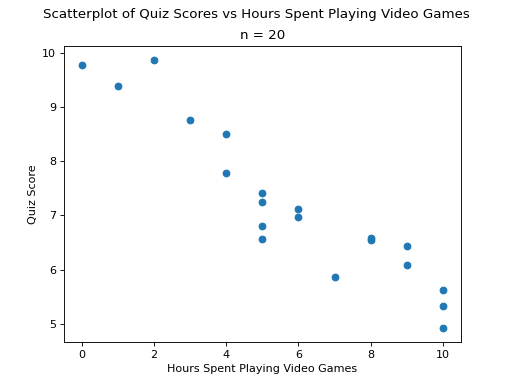 Scatterplot of Quiz Scores vs Hours Spent Playing Video Games
n = 20
10
9
8
7
6
5
Quiz Score
0 2 4 6 8 10
Hours Spent Playing Video Games